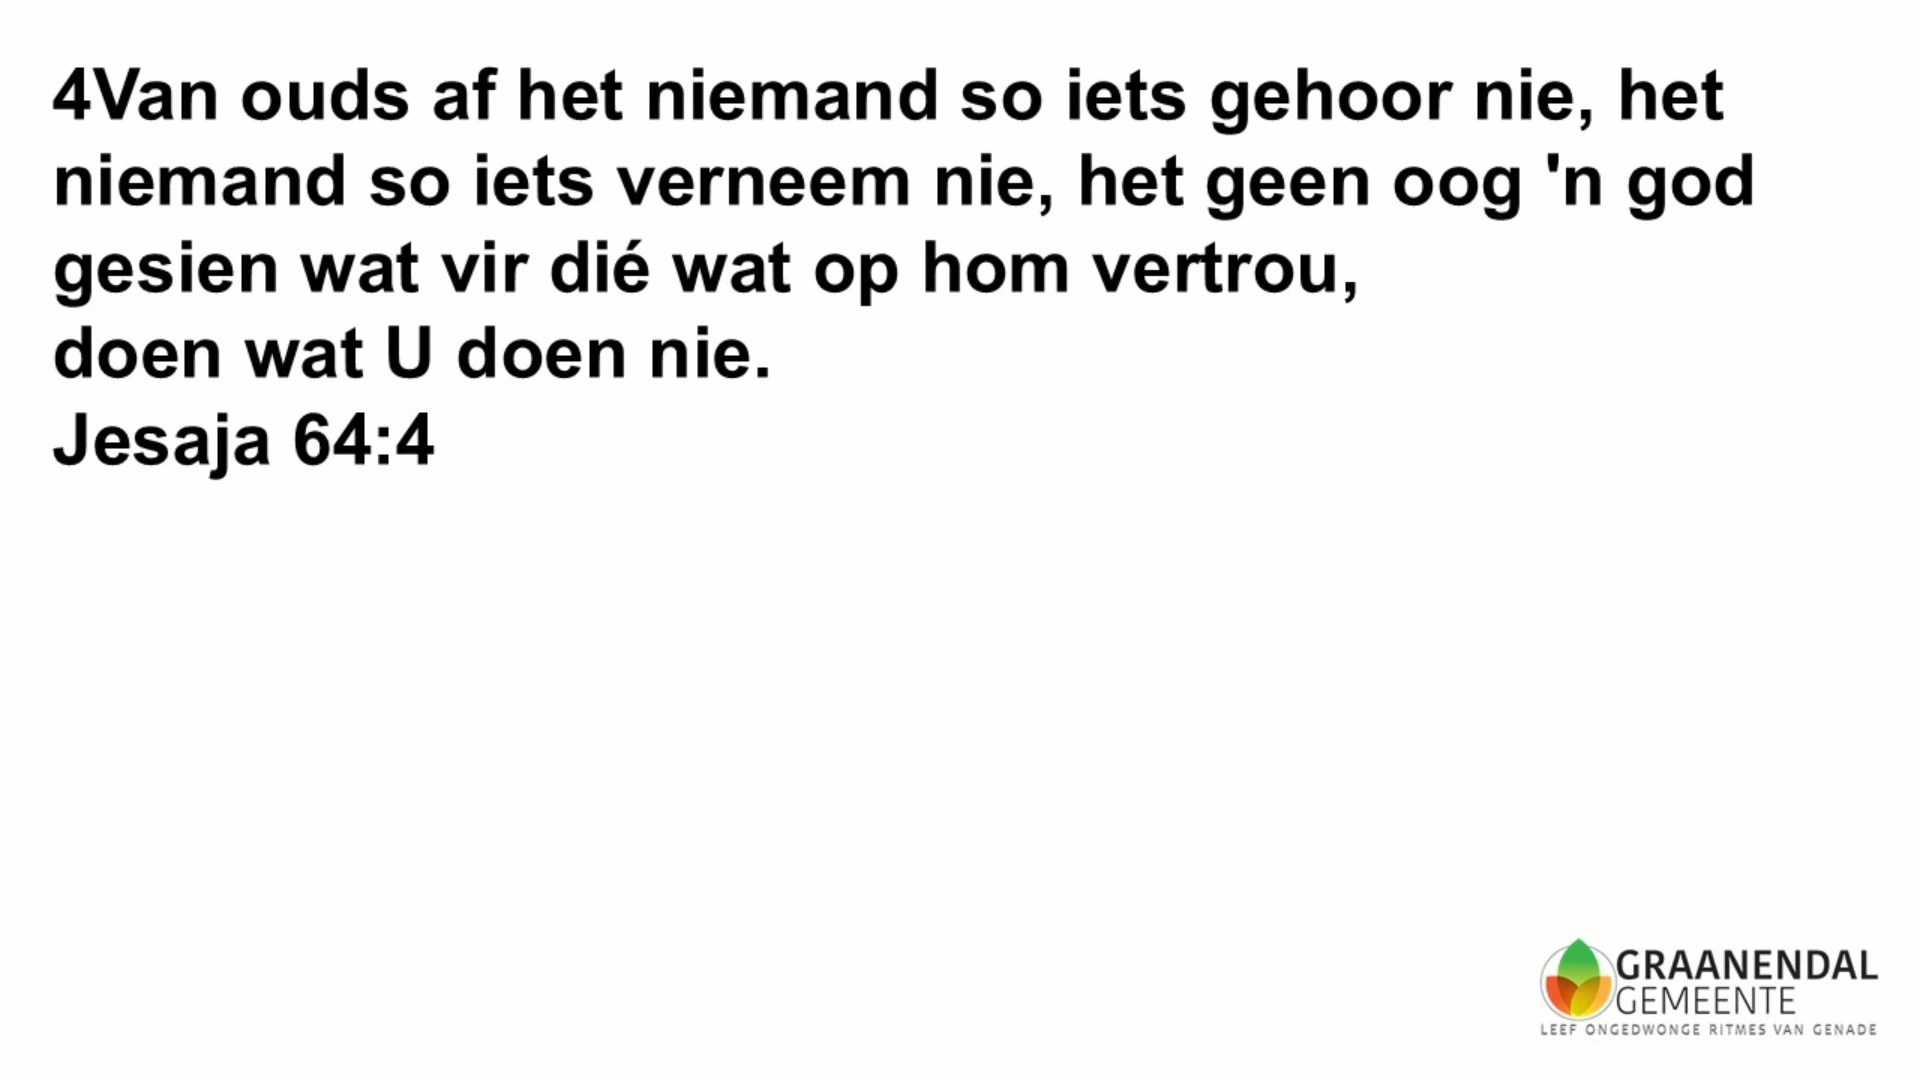 4Van ouds af het niemand so iets gehoor nie, het
niemand so iets verneem nie, het geen oog 'n god
gesien wat vir dié wat op hom vertrou,
doen wat U doen nie.
Jesaja 64:4
GRAANENDAL
GEMEENTE
LEEF ONGEDWONGE RITMES VAN GENADE